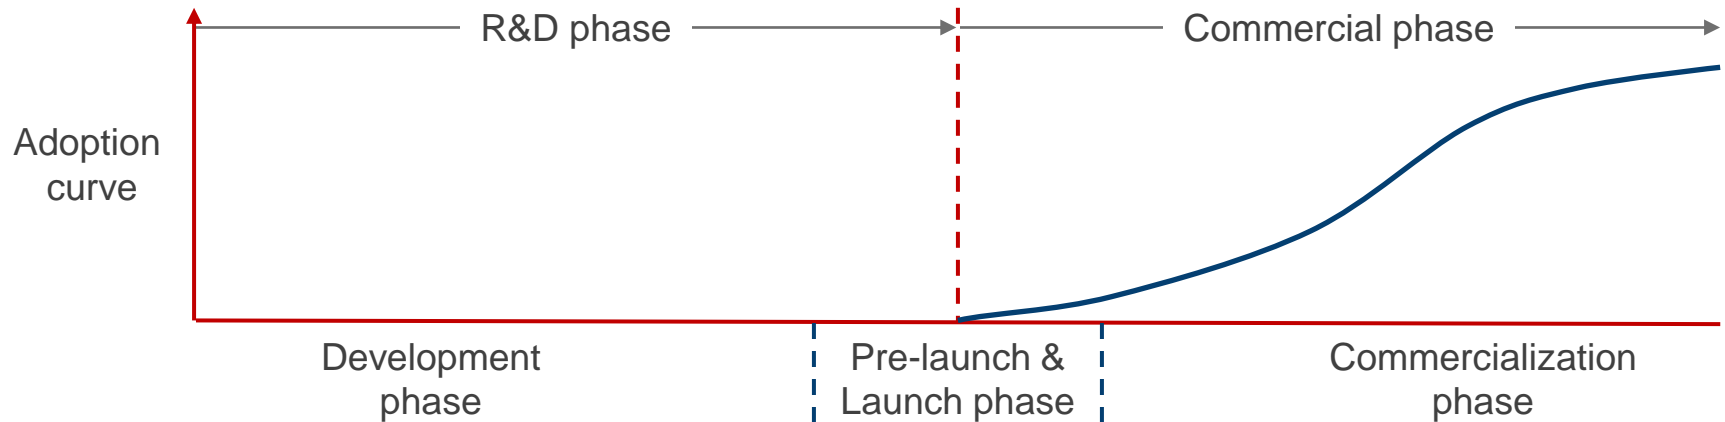 R&D phase
Commercial phase
Adoption
curve
Development
phase
Pre-launch &
Launch phase
Commercialization
phase